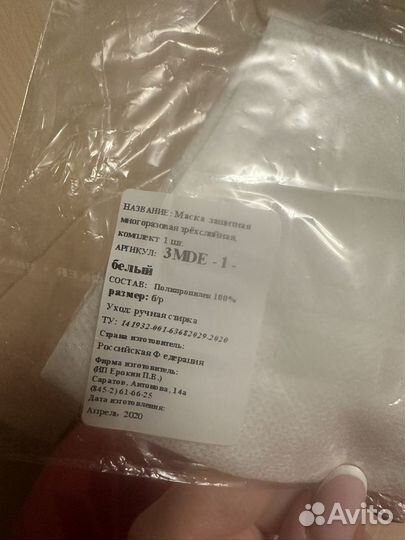 НАЗВАНИЕ: Маска защитная
многоразовая трёхслойная,
комплект 1 шт.
АРТИКУЛ: 3MDE - 1 -
белый
СОСТАВ: Полипропилен 100%
размер: б/р
Уход: ручная стирка
ТУ: 141932-001-63682029-2020
Страна изготовитель:
Российская Федерация
Фирма изготовитель:
(ИП Ерокин П.В.)
Саратов, Антонова, 14а
(845-2) 61-66-25
Дата изготовления:
Апрель 2020
Avito